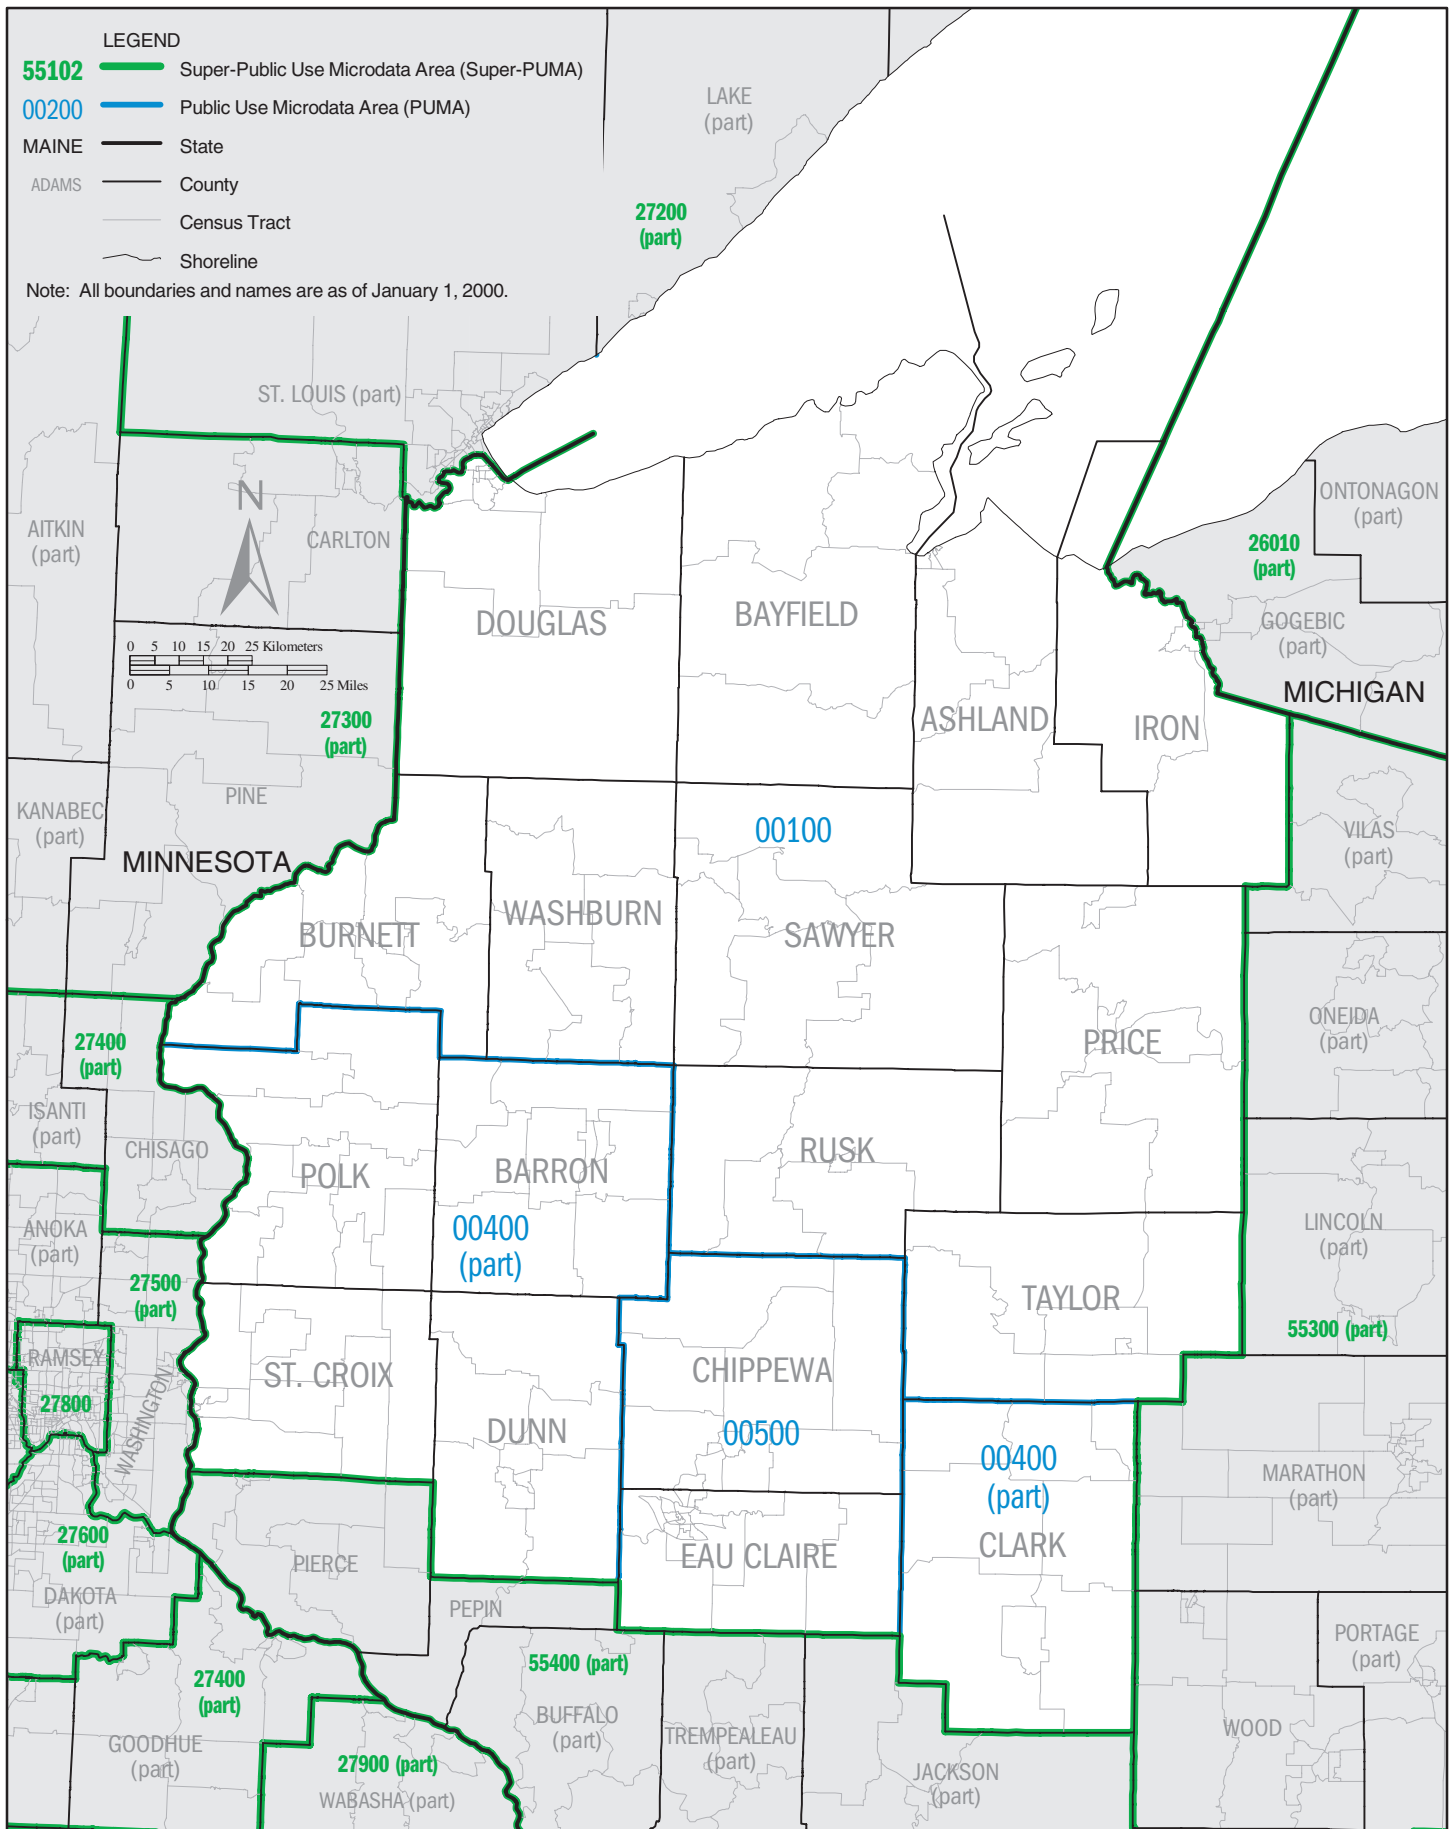 LEGEND
55102 Super-Public Use Microdata Area (Super-PUMA)
00200 Public Use Microdata Area (PUMA)
MAINE State
ADAMS County
Census Tract
Shoreline
Note: All boundaries and names are as of January 1, 2000.
LAKE
(part)
27200
(part)
ST. LOUIS (part)
N
AITKIN
(part)
CARLTON
ONTONAGON
(part)
26010
(part)
GOGEBIC
(part)
DOUGLAS
BAYFIELD
0 5 10 15 20 25 Kilometers
0 5 10 15 20 25 Miles
MICHIGAN
27300
(part)
ASHLAND
IRON
PINE
KANABEC
(part)
00100
VILAS
(part)
MINNESOTA
BURNETT
WASHBURN
SAWYER
ONEIDA
(part)
27400
(part)
PRICE
ISANTI
(part)
CHISAGO
POLK
BARRON
RUSK
ANOKA
(part)
00400
(part)
LINCOLN
(part)
27500
(part)
TAYLOR
55300 (part)
RAMSEY
ST. CROIX
CHIPPEWA
27800
WASHINGTON
DUNN
00500
00400
(part)
MARATHON
(part)
27600
(part)
PIERCE
EAU CLAIRE
CLARK
DAKOTA
(part)
PEPIN
PORTAGE
(part)
27400
(part)
55400 (part)
BUFFALO
(part)
TREMPEALEAU
(part)
WOOD
GOODHUE
(part)
27900 (part)
WABASHA (part)
JACKSON
(part)